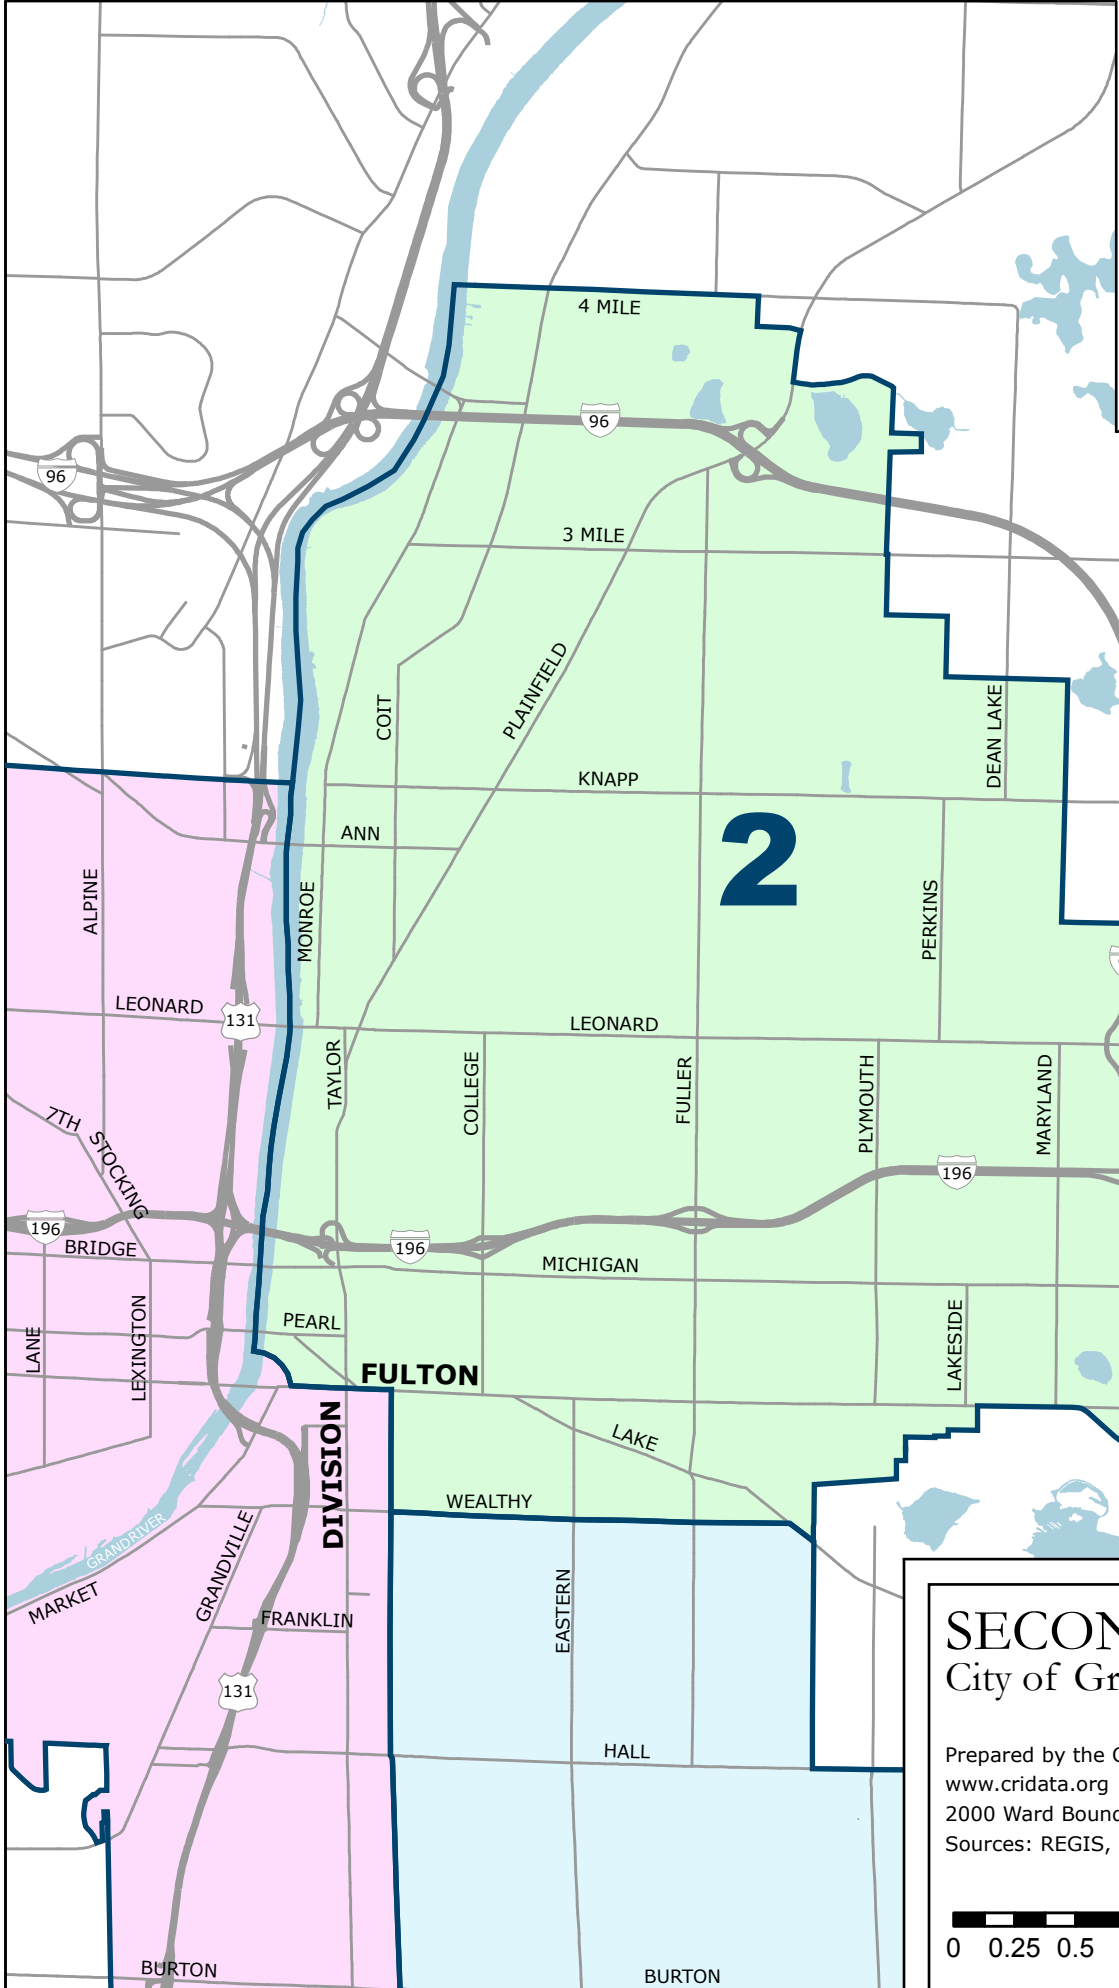 4 MILE
96
96
3 MILE
COIT
PLAINFIELD
DEAN LAKE
KNAPP
2
ANN
ALPINE
MONROE
PERKINS
LEONARD
131
LEONARD
TAYLOR
COLLEGE
FULLER
PLYMOUTH
MARYLAND
7TH
STOCKING
196
196
196
BRIDGE
MICHIGAN
LANE
LEXINGTON
PEARL
LAKESIDE
FULTON
DIVISION
LAKE
WEALTHY
GRAND RIVER
MARKET
GRANDVILLE
EASTERN
FRANKLIN
131
HALL
BURTON
BURTON
SECON
City of Gr
Prepared by the C
www.cridata.org
2000 Ward Bound
Sources: REGIS,
0 0.25 0.5